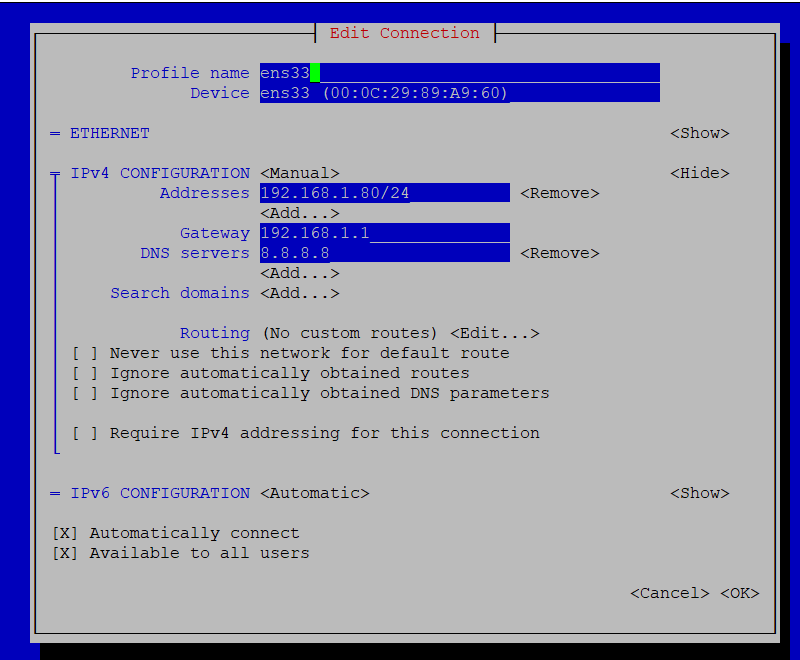 Edit Connection
Profile name ens33
Device ens33 (00:0C:29:89:A9:60)
= ETHERNET <Show>
IPv4 CONFIGURATION <Manual> <Hide>
Addresses 192.168.1.80/24 <Remove>
<Add...>
Gateway 192.168.1.1
DNS servers 8.8.8.8 <Remove>
<Add...>
Search domains <Add...>
Routing (No custom routes) <Edit...>
[ ] Never use this network for default route
[ ] Ignore automatically obtained routes
[ ] Ignore automatically obtained DNS parameters
[ ] Require IPv4 addressing for this connection
= IPv6 CONFIGURATION <Automatic> <Show>
[X] Automatically connect
[X] Available to all users
<Cancel> <OK>